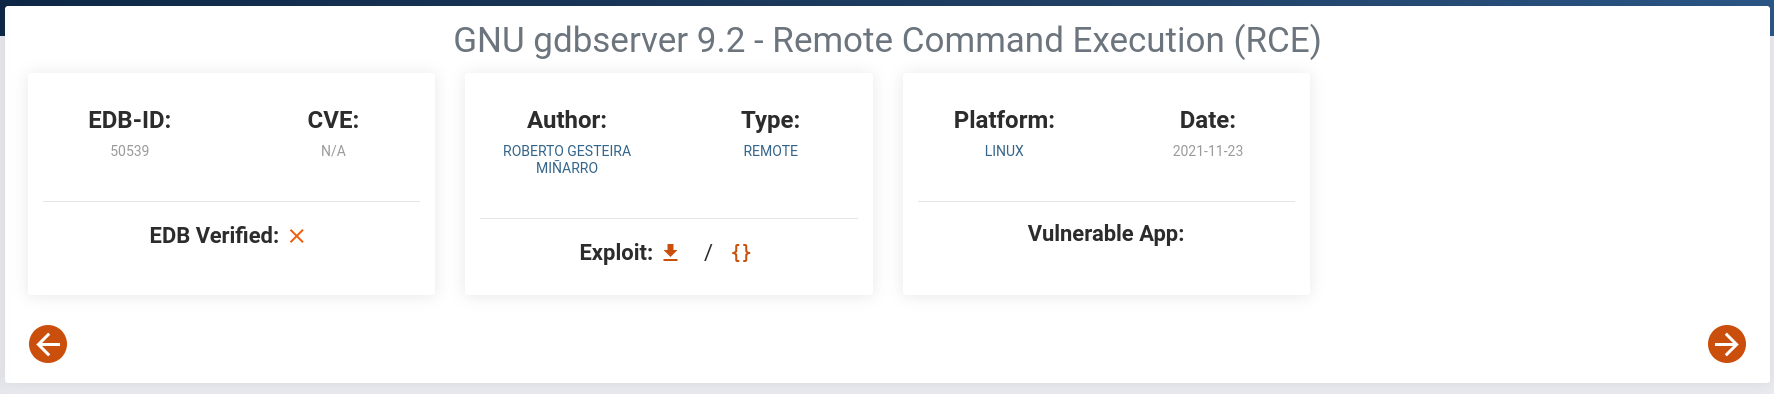 GNU gdbserver 9.2 - Remote Command Execution (RCE)
EDB-ID:
50539
CVE:
N/A
EDB Verified:
Author:
ROBERTO GESTEIRA
MIÑARRO
Type:
REMOTE
Exploit: / {}
Platform:
LINUX
Date:
2021-11-23
Vulnerable App: